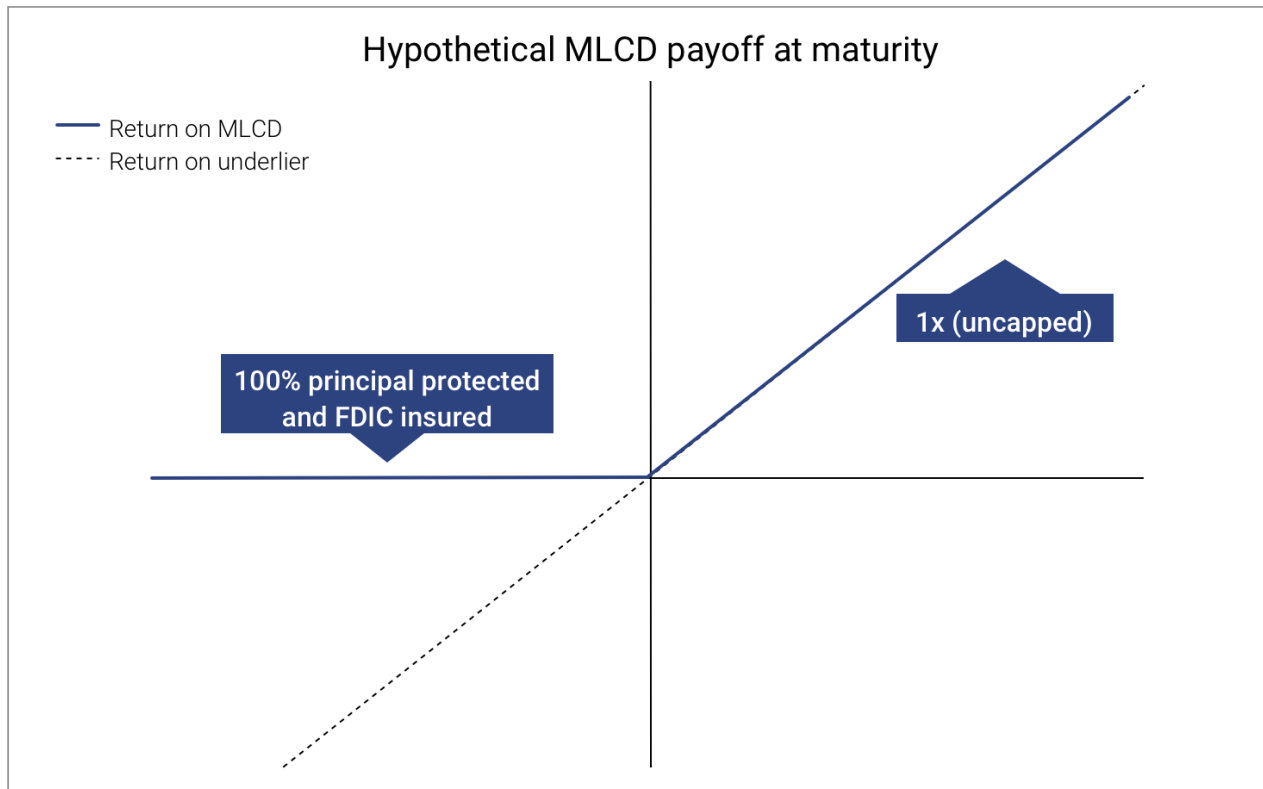 Hypothetical MLCD payoff at maturity
Return on MLCD
Return on underlier
1x (uncapped)
100% principal protected
and FDIC insured